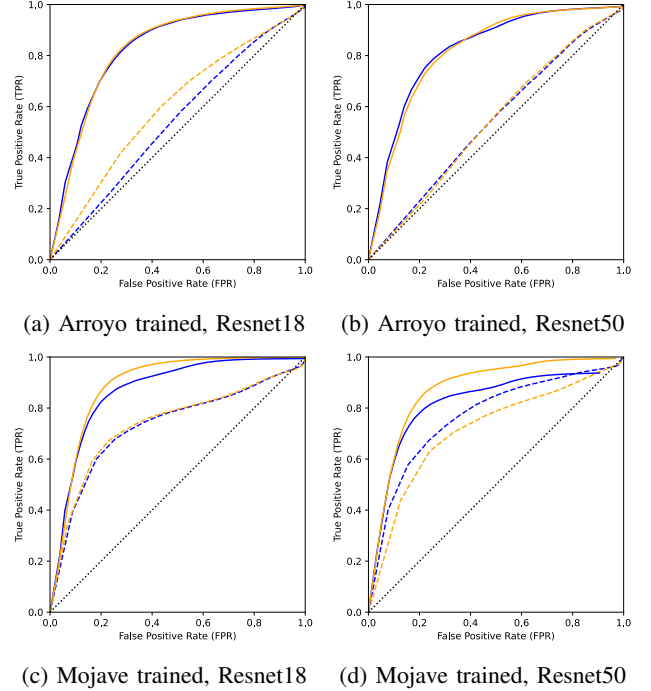 1.0
0.8
0.6
0.4
0.2
0.0
True Positive Rate (TPR)
0.0 0.2 0.4 0.6 0.8 1.0
False Positive Rate (FPR)
(a) Arroyo trained, Resnet18
1.0
0.8
0.6
0.4
0.2
0.0
True Positive Rate (TPR)
0.0 0.2 0.4 0.6 0.8 1.0
False Positive Rate (FPR)
(b) Arroyo trained, Resnet50
1.0
0.8
0.6
0.4
0.2
0.0
True Positive Rate (TPR)
0.0 0.2 0.4 0.6 0.8 1.0
False Positive Rate (FPR)
(c) Mojave trained, Resnet18
1.0
0.8
0.6
0.4
0.2
0.0
True Positive Rate (TPR)
0.0 0.2 0.4 0.6 0.8 1.0
False Positive Rate (FPR)
(d) Mojave trained, Resnet50